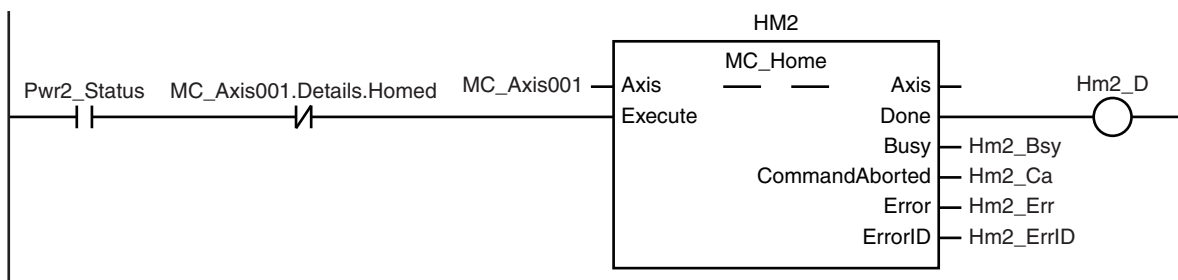 HM2
MC_Home
Pwr2_Status MC_Axis001.Details.Homed MC_Axis001 Axis Axis Hm2_D
Execute Done
Busy Hm2_Bsy
CommandAborted Hm2_Ca
Error Hm2_Err
ErrorID Hm2_ErrID